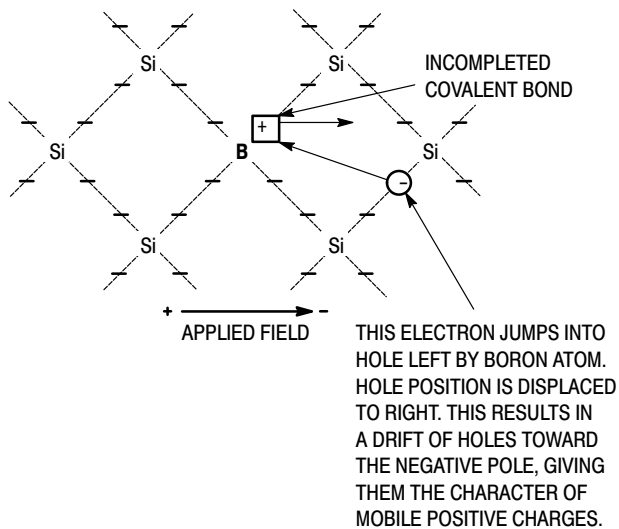 Si Si
INCOMPLETED
COVALENT BOND
+
Si B Si
−
Si Si
+ −
APPLIED FIELD
THIS ELECTRON JUMPS INTO
HOLE LEFT BY BORON ATOM.
HOLE POSITION IS DISPLACED
TO RIGHT. THIS RESULTS IN
A DRIFT OF HOLES TOWARD
THE NEGATIVE POLE, GIVING
THEM THE CHARACTER OF
MOBILE POSITIVE CHARGES.